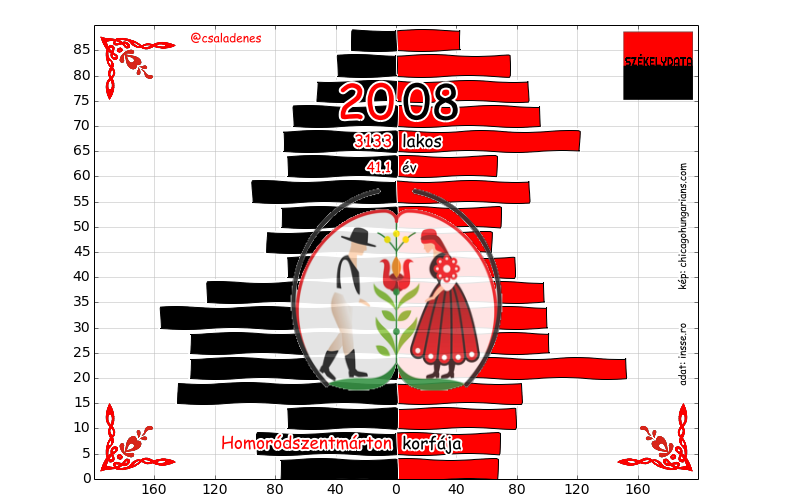 @csaladenes
SZÉKELYDATA
2008
3133 lakos
41.1 év
kép: chicagohungarians.com
adat: insse.ro
Homoródszentmárton korfája
85
80
75
70
65
60
55
50
45
40
35
30
25
20
15
10
5
0
160 120 80 40 0 40 80 120 160